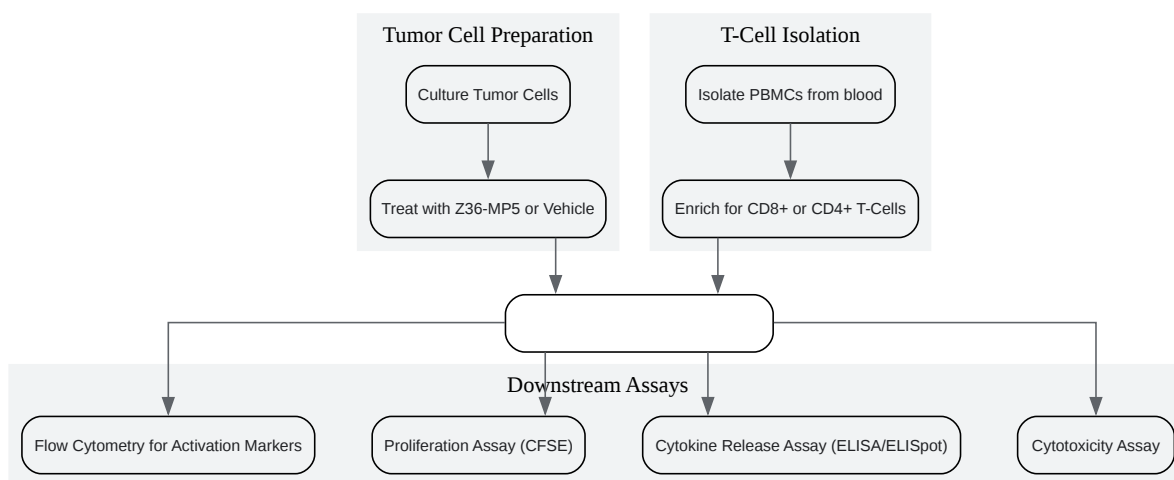 Tumor Cell Preparation
T-Cell Isolation
Culture Tumor Cells
Isolate PBMCs from blood
Treat with Z36-MP5 or Vehicle
Enrich for CD8+ or CD4+ T-Cells
Downstream Assays
Flow Cytometry for Activation Markers
Proliferation Assay (CFSE)
Cytokine Release Assay (ELISA/ELISpot)
Cytotoxicity Assay